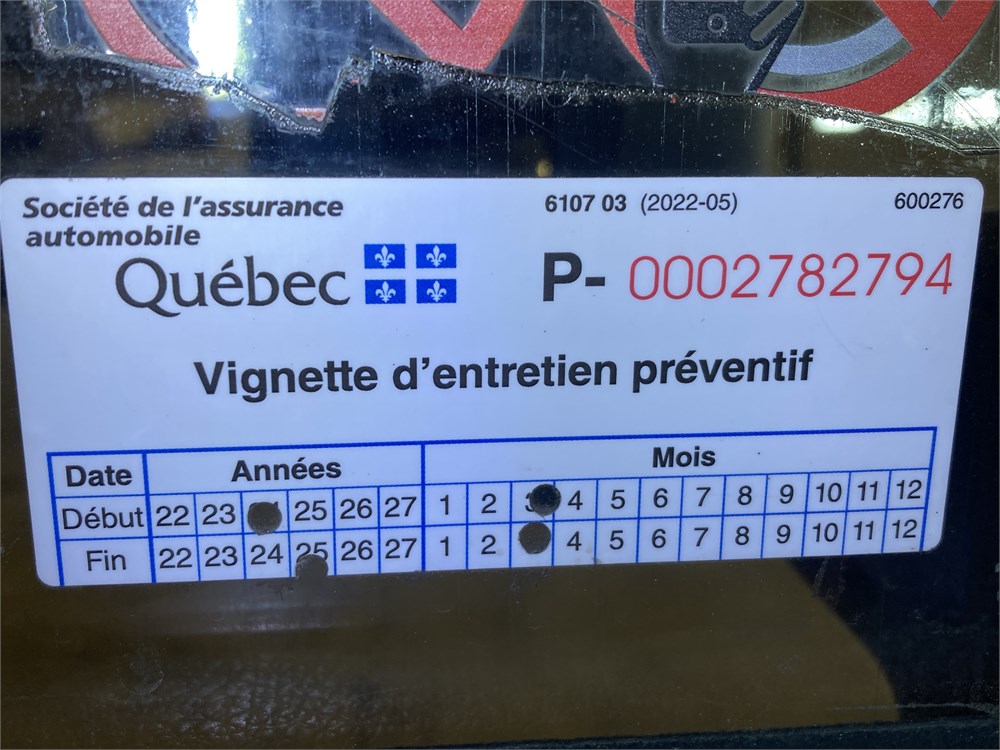 Société de l'assurance
automobile
Québec
6107 03 (2022-05)
600276
P- 0002782794
Vignette d'entretien préventif
Date Années Mois
Début 22 23 25 26 27 1 2 4 5 6 7 8 9 10 11 12
Fin 22 23 24 25 26 27 1 2 4 5 6 7 8 9 10 11 12